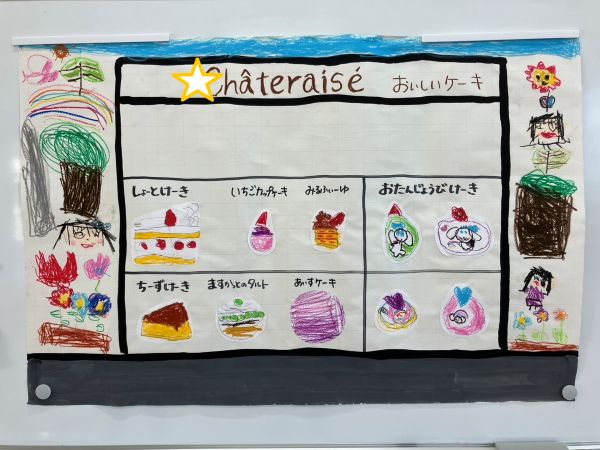 Châteraisé おいしいケーキ
しょーとけーき いちごカップケーキ みるふぃーゆ おたんじょうびけーき
ちーずけーき ますかっとのタルト あいすケーキ